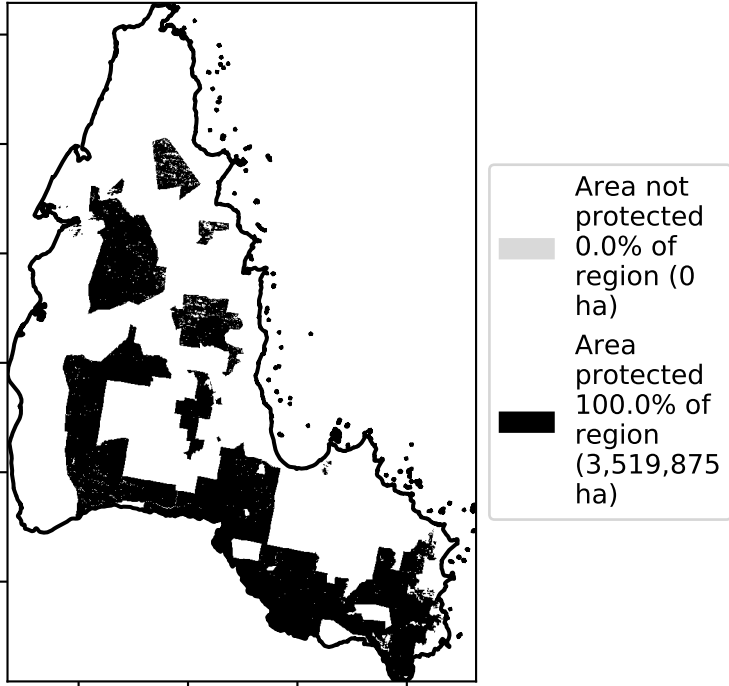 Area not
protected
0.0% of
region (0
ha)
Area
protected
100.0% of
region
(3,519,875
ha)